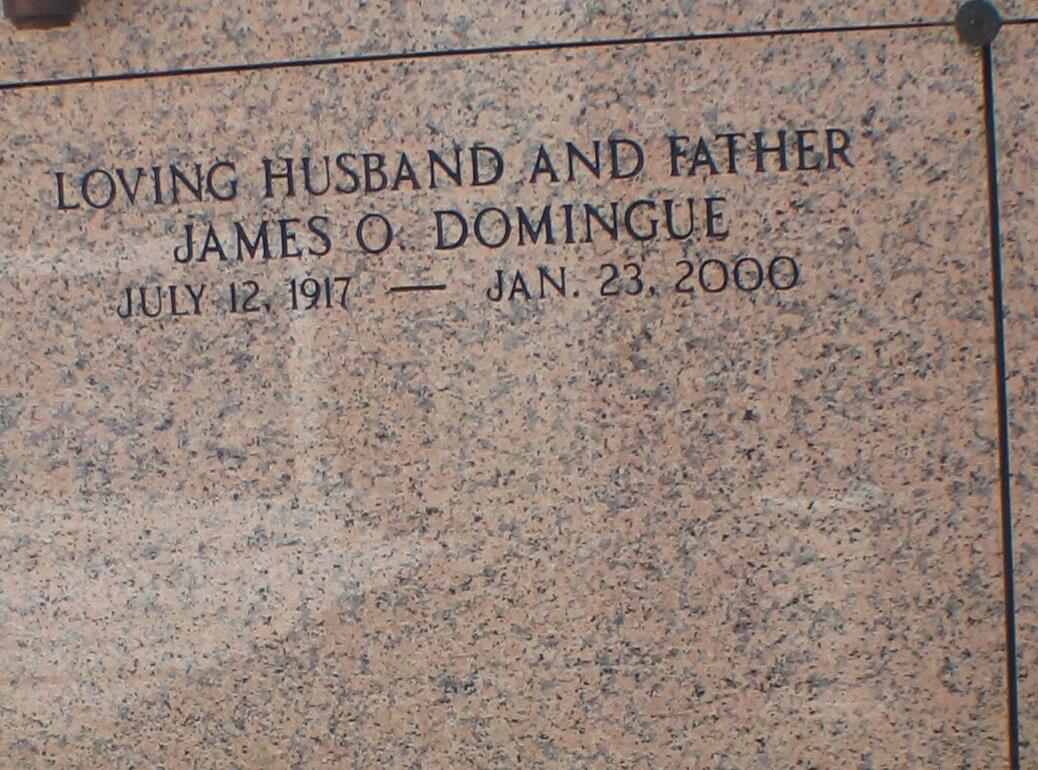 LOVING HUSBAND AND FATHER
JAMES O. DOMINGUE
JULY 12, 1917 — JAN. 23, 2000